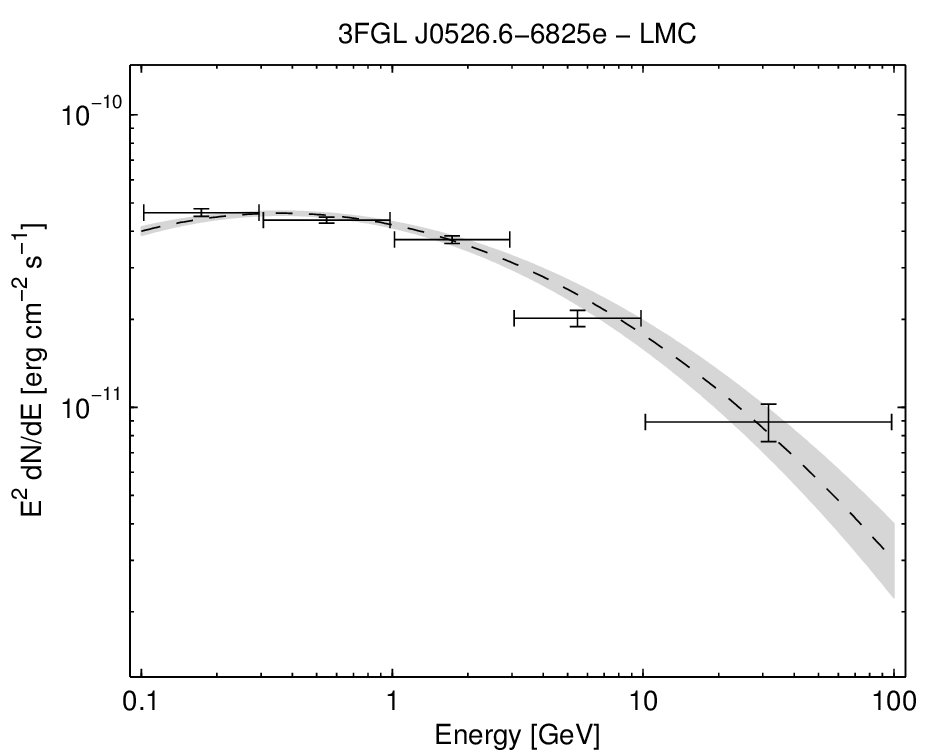 3FGL J0526.6−6825e − LMC
10⁻¹⁰
10⁻¹¹
E² dN/dE [erg cm⁻² s⁻¹]
0.1 1 10 100
Energy [GeV]